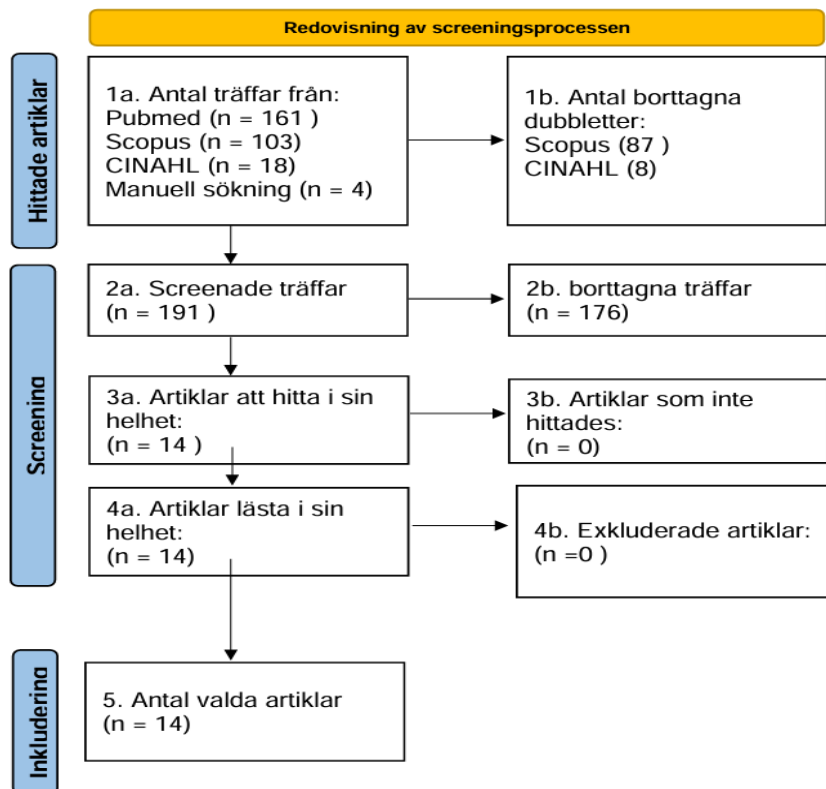 Redovisning av screeningsprocessen
Hittade artiklar
1a. Antal träffar från:
Pubmed (n = 161 )
Scopus (n = 103)
CINAHL (n = 18)
Manuell sökning (n = 4)
1b. Antal borttagna
dubbletter:
Scopus (87 )
CINAHL (8)
Screening
2a. Screenade träffar
(n = 191 )
2b. borttagna träffar
(n = 176)
3a. Artiklar att hitta i sin
helhet:
(n = 14 )
3b. Artiklar som inte
hittades:
(n = 0)
4a. Artiklar lästa i sin
helhet:
(n = 14)
4b. Exkluderade artiklar:
(n =0 )
Inkludering
5. Antal valda artiklar
(n = 14)